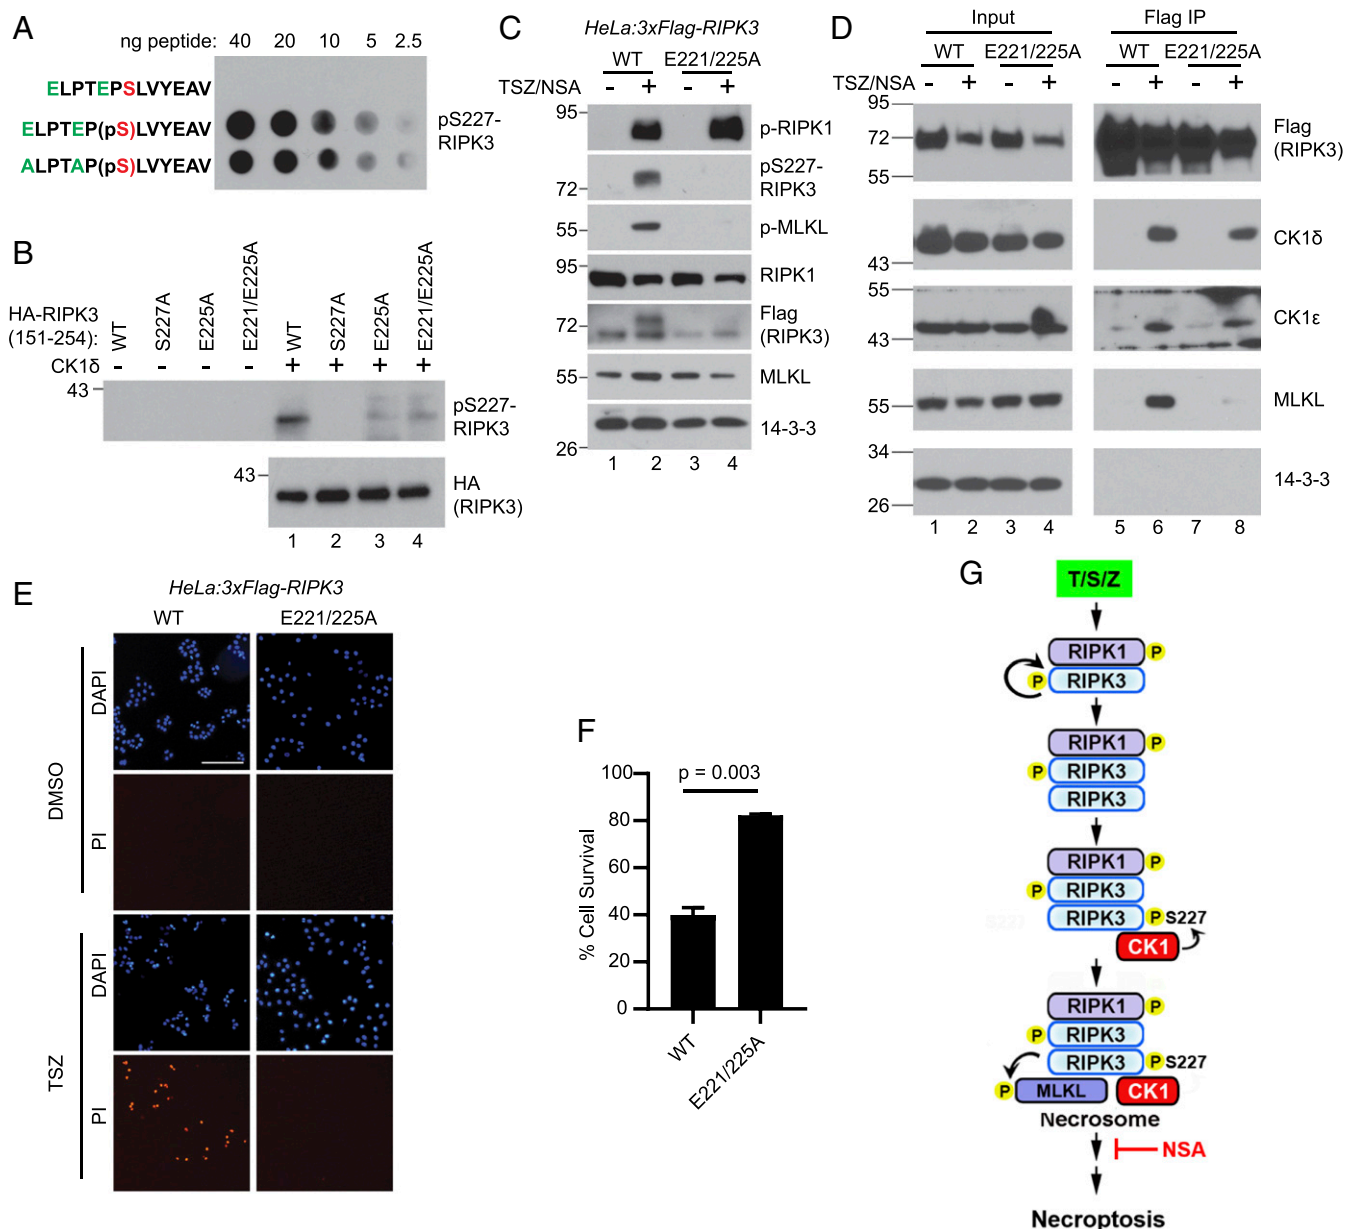 A
ng peptide: 40 20 10 5 2.5
ELPTEPSLVYEAV
ELPTEP(pS)LVYEAV
ALPTAP(pS)LVYEAV
pS227-
RIPK3
B
HA-RIPK3
(151-254):
WT
S227A
E225A
E221/E225A
WT
S227A
E225A
E221/E225A
CK1δ - - - - + + + +
43
pS227-
RIPK3
43
HA
(RIPK3)
1 2 3 4
C
HeLa:3xFlag-RIPK3
WT E221/225A
TSZ/NSA - + - +
95
p-RIPK1
pS227-
RIPK3
72
p-MLKL
55
95
RIPK1
Flag
(RIPK3)
72
MLKL
55
14-3-3
26
1 2 3 4
D
Input Flag IP
WT E221/225A WT E221/225A
TSZ/NSA - + - + - + - +
95
72
55
Flag
(RIPK3)
CK1δ
43
55
CK1ε
43
MLKL
55
34
14-3-3
26
1 2 3 4 5 6 7 8
E
HeLa:3xFlag-RIPK3
WT E221/225A
DMSO
DAPI
PI
TSZ
DAPI
PI
F
p = 0.003
% Cell Survival
100
80
60
40
20
0
WT
E221/225A
G
T/S/Z
RIPK1 P
P RIPK3
RIPK1 P
P RIPK3
RIPK3
RIPK1 P
P RIPK3
S227
RIPK3 P S227
CK1
RIPK1 P
P RIPK3
RIPK3 P S227
P MLKL CK1
Necrosome
NSA
Necroptosis